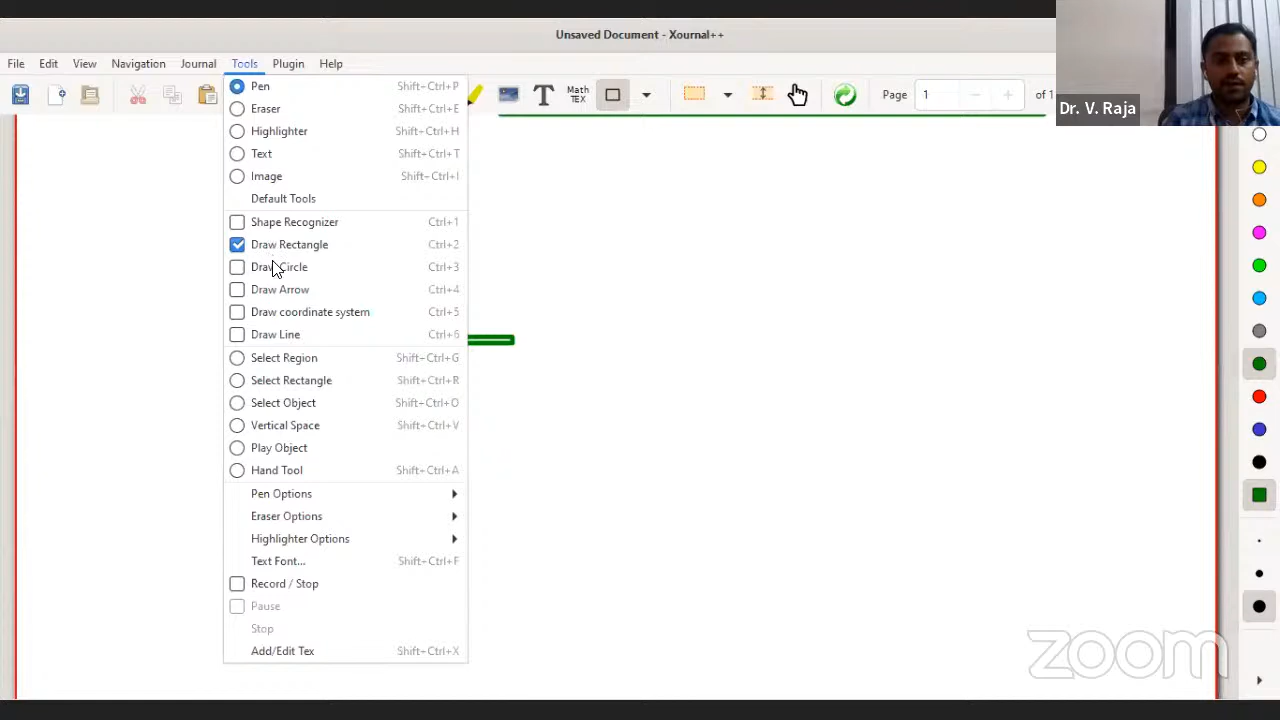 Unsaved Document - Xournal++
File Edit View Navigation Journal Tools Plugin Help
Math
TEX
T
Page 1 of 1
Dr. V. Raja
Pen Shift+Ctrl+P
Eraser Shift+Ctrl+E
Highlighter Shift+Ctrl+H
Text Shift+Ctrl+T
Image Shift+Ctrl+I
Default Tools
Shape Recognizer Ctrl+1
Draw Rectangle Ctrl+2
Draw Circle Ctrl+3
Draw Arrow Ctrl+4
Draw coordinate system Ctrl+5
Draw Line Ctrl+6
Select Region Shift+Ctrl+G
Select Rectangle Shift+Ctrl+R
Select Object Shift+Ctrl+O
Vertical Space Shift+Ctrl+V
Play Object
Hand Tool Shift+Ctrl+A
Pen Options
Eraser Options
Highlighter Options
Text Font... Shift+Ctrl+F
Record / Stop
Pause
Stop
Add/Edit Tex Shift+Ctrl+X
zoom